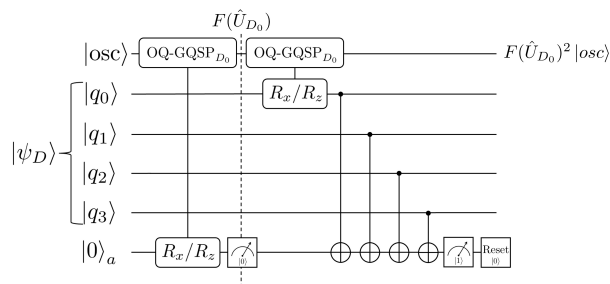 F(Û_{D_0})
|osc⟩ OQ-GQSP_{D_0} OQ-GQSP_{D_0} F(Û_{D_0})^2 |osc⟩
|q_0⟩ R_x/R_z
|q_1⟩
|ψ_D⟩
|q_2⟩
|q_3⟩
|0⟩_a R_x/R_z |0⟩ |1⟩ Reset |0⟩